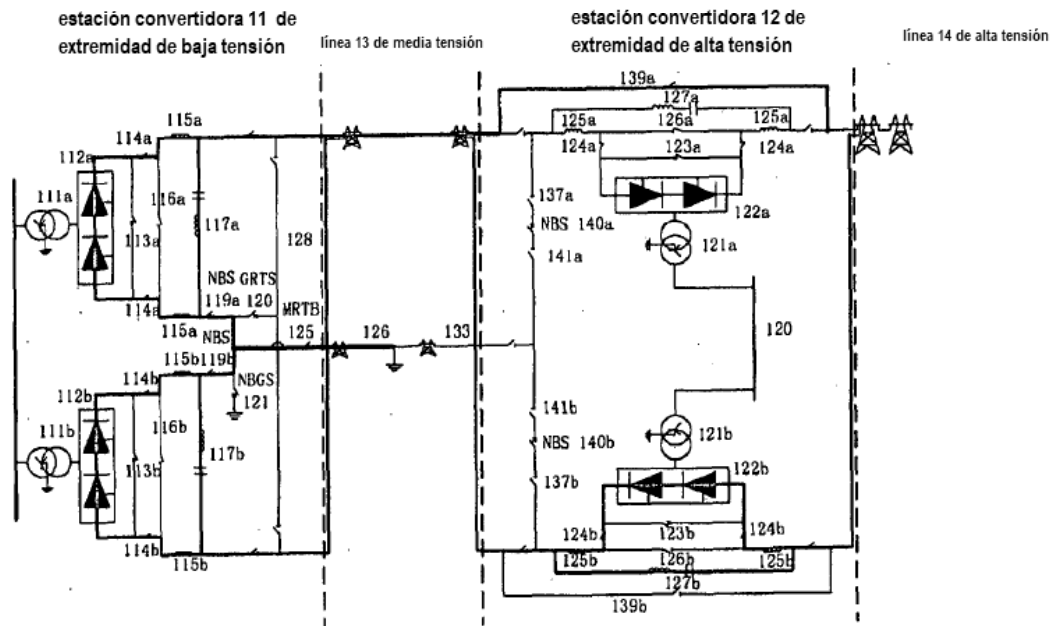 estación convertidora 11 de
extremidad de baja tensión
línea 13 de media tensión
estación convertidora 12 de
extremidad de alta tensión
línea 14 de alta tensión
139a
127a
115a
125a
126a
125a
114a
124a
123a
124a
112a
111a
116a
137a
122a
117a
NBS 140a
113a
128
121a
141a
NBS GRTS
119a
120
114a
MRTB
115a
NBS
125
126
133
120
115b
119b
114b
NBGS
112b
121
141b
116b
121b
111b
NBS 140b
117b
122b
113b
137b
124b
123b
124b
114b
115b
125b
126b
125b
127b
139b